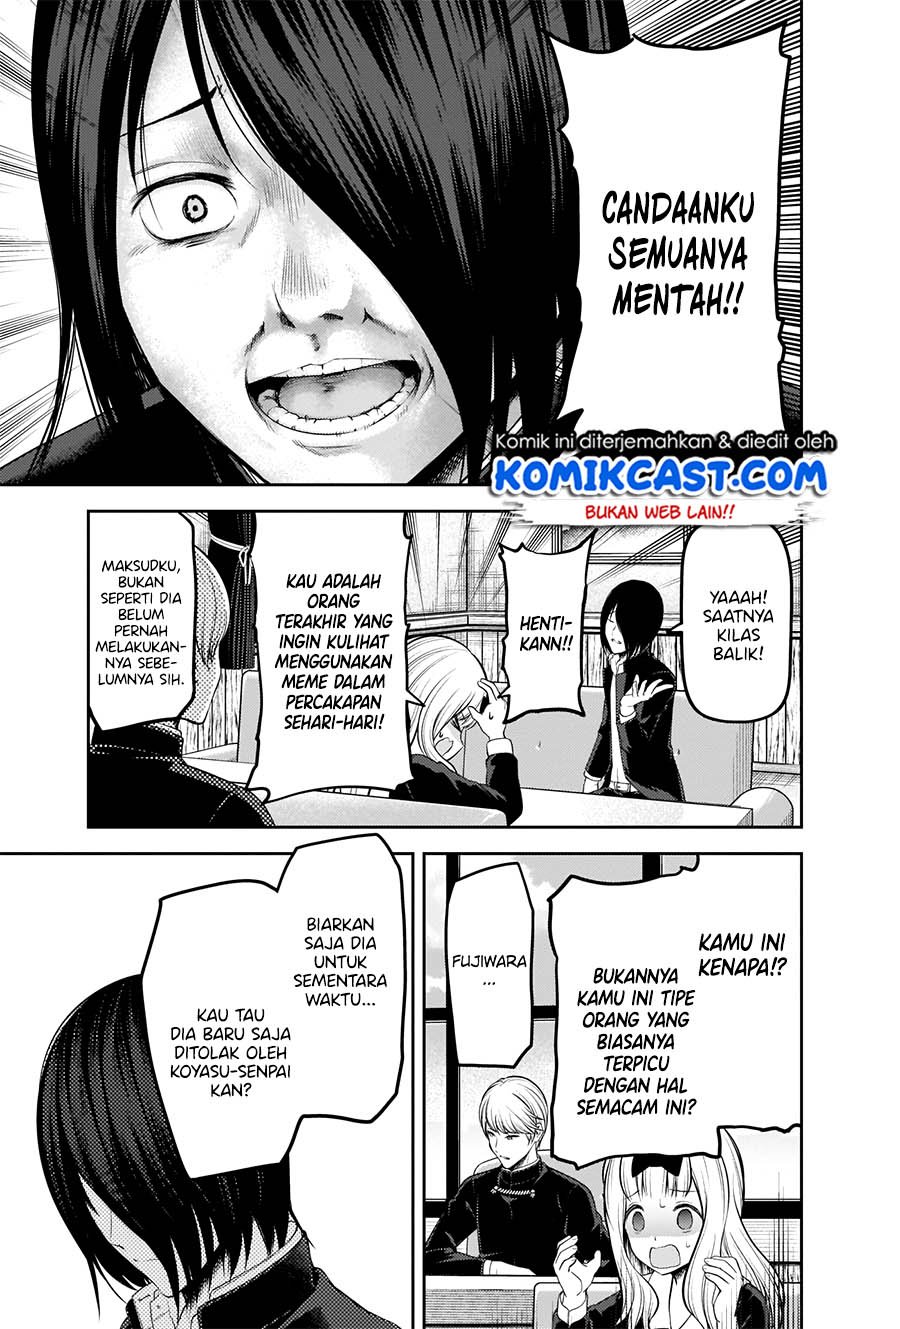 CANDAANKU
SEMUANYA
MENTAH!!
Komik ini diterjemahkan & diedit oleh
KOMIKCAST.COM
BUKAN WEB LAIN!!
YAAAH!
SAATNYA
KILAS
BALIK!
HENTI-
KANN!!
KAU ADALAH
ORANG
TERAKHIR YANG
INGIN KULIHAT
MENGGUNAKAN
MEME DALAM
PERCAKAPAN
SEHARI-HARI!
MAKSUDKU,
BUKAN
SEPERTI DIA
BELUM
PERNAH
MELAKUKAN-
NYA SEBE-
LUMNYA SIH.
KAMU INI
KENAPA!?
BUKANNYA
KAMU INI TIPE
ORANG YANG
BIASANYA
TERPICU
DENGAN HAL
SEMACAM INI?
FUJIWARA
...
BIARKAN
SAJA DIA
UNTUK
SEMENTARA
WAKTU...
KAU TAU
DIA BARU SAJA
DITOLAK OLEH
KOYASU-SENPAI
KAN?